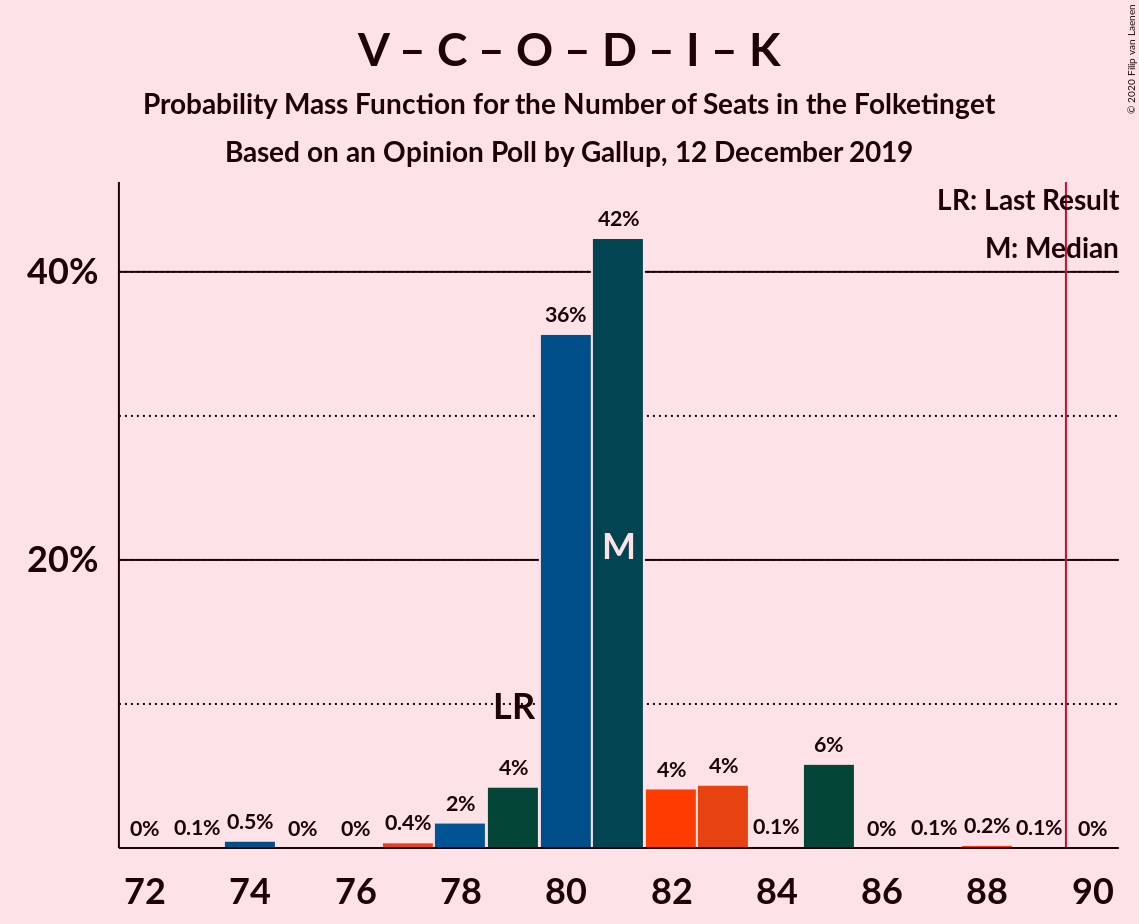 V – C – O – D – I – K
Probability Mass Function for the Number of Seats in the Folketinget
Based on an Opinion Poll by Gallup, 12 December 2019
© 2020 Filip van Laenen
LR: Last Result
M: Median
40%
20%
0%
0.1%
0.5%
0%
0%
0.4%
2%
4%
36%
42%
4%
4%
0.1%
6%
0%
0.1%
0.2%
0.1%
0%
LR
M
72 74 76 78 80 82 84 86 88 90